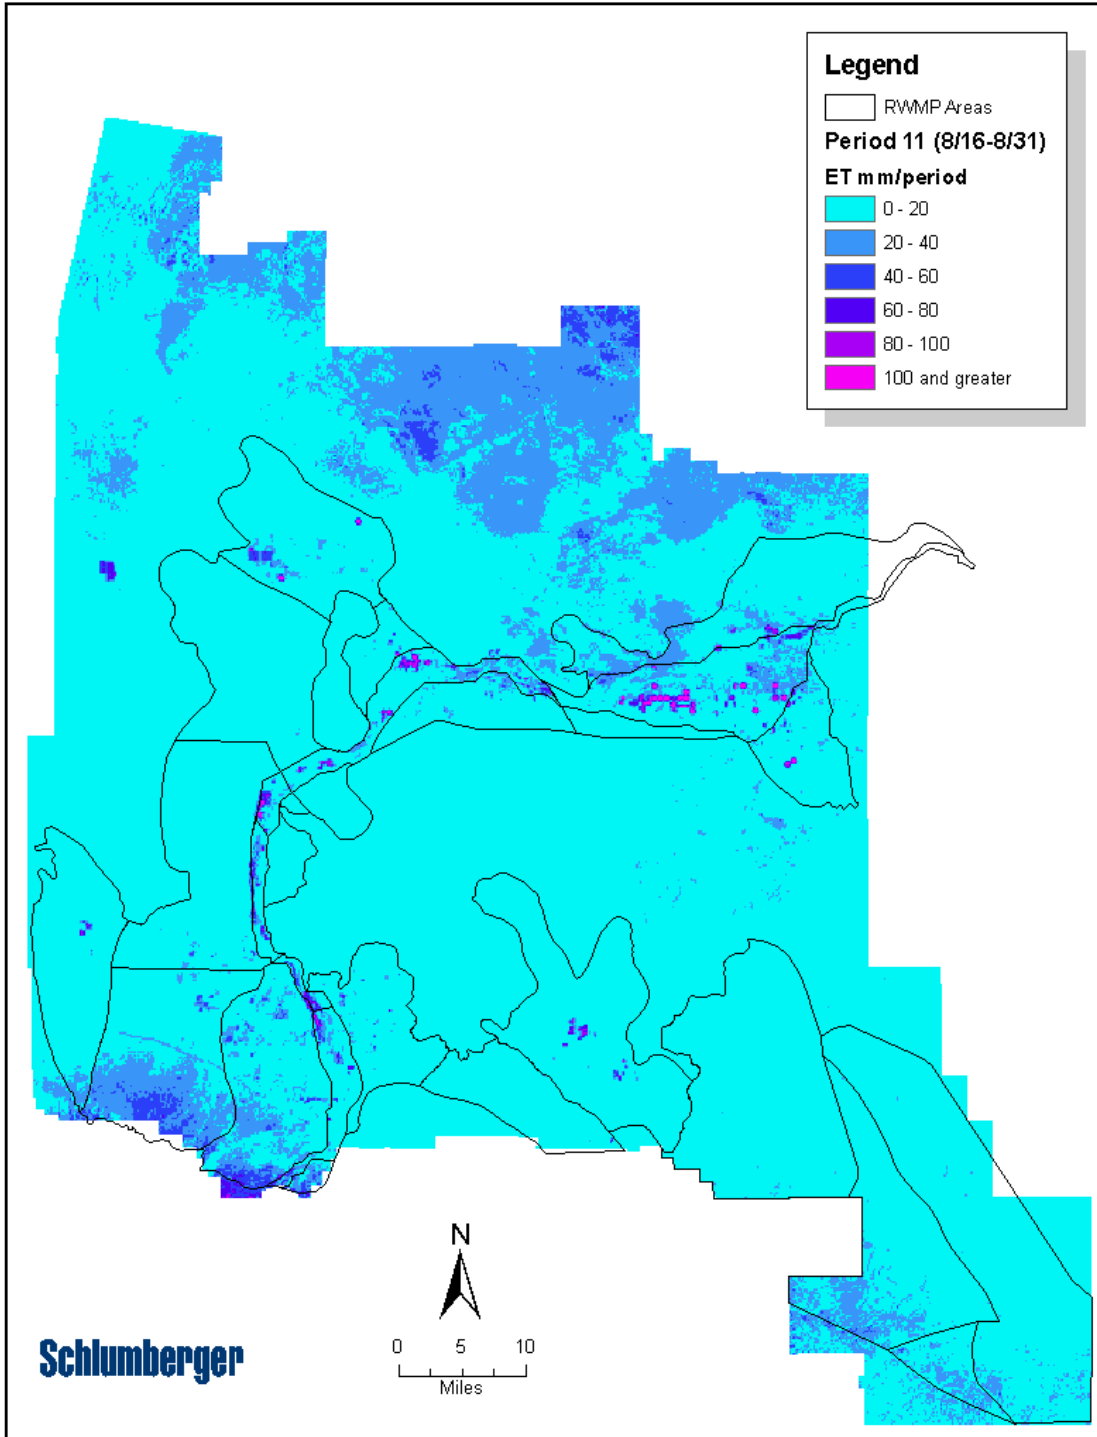 Legend
RWMP Areas
Period 11 (8/16-8/31)
ET mm/period
0 - 20
20 - 40
40 - 60
60 - 80
80 - 100
100 and greater
N
0 5 10
Miles
Schlumberger